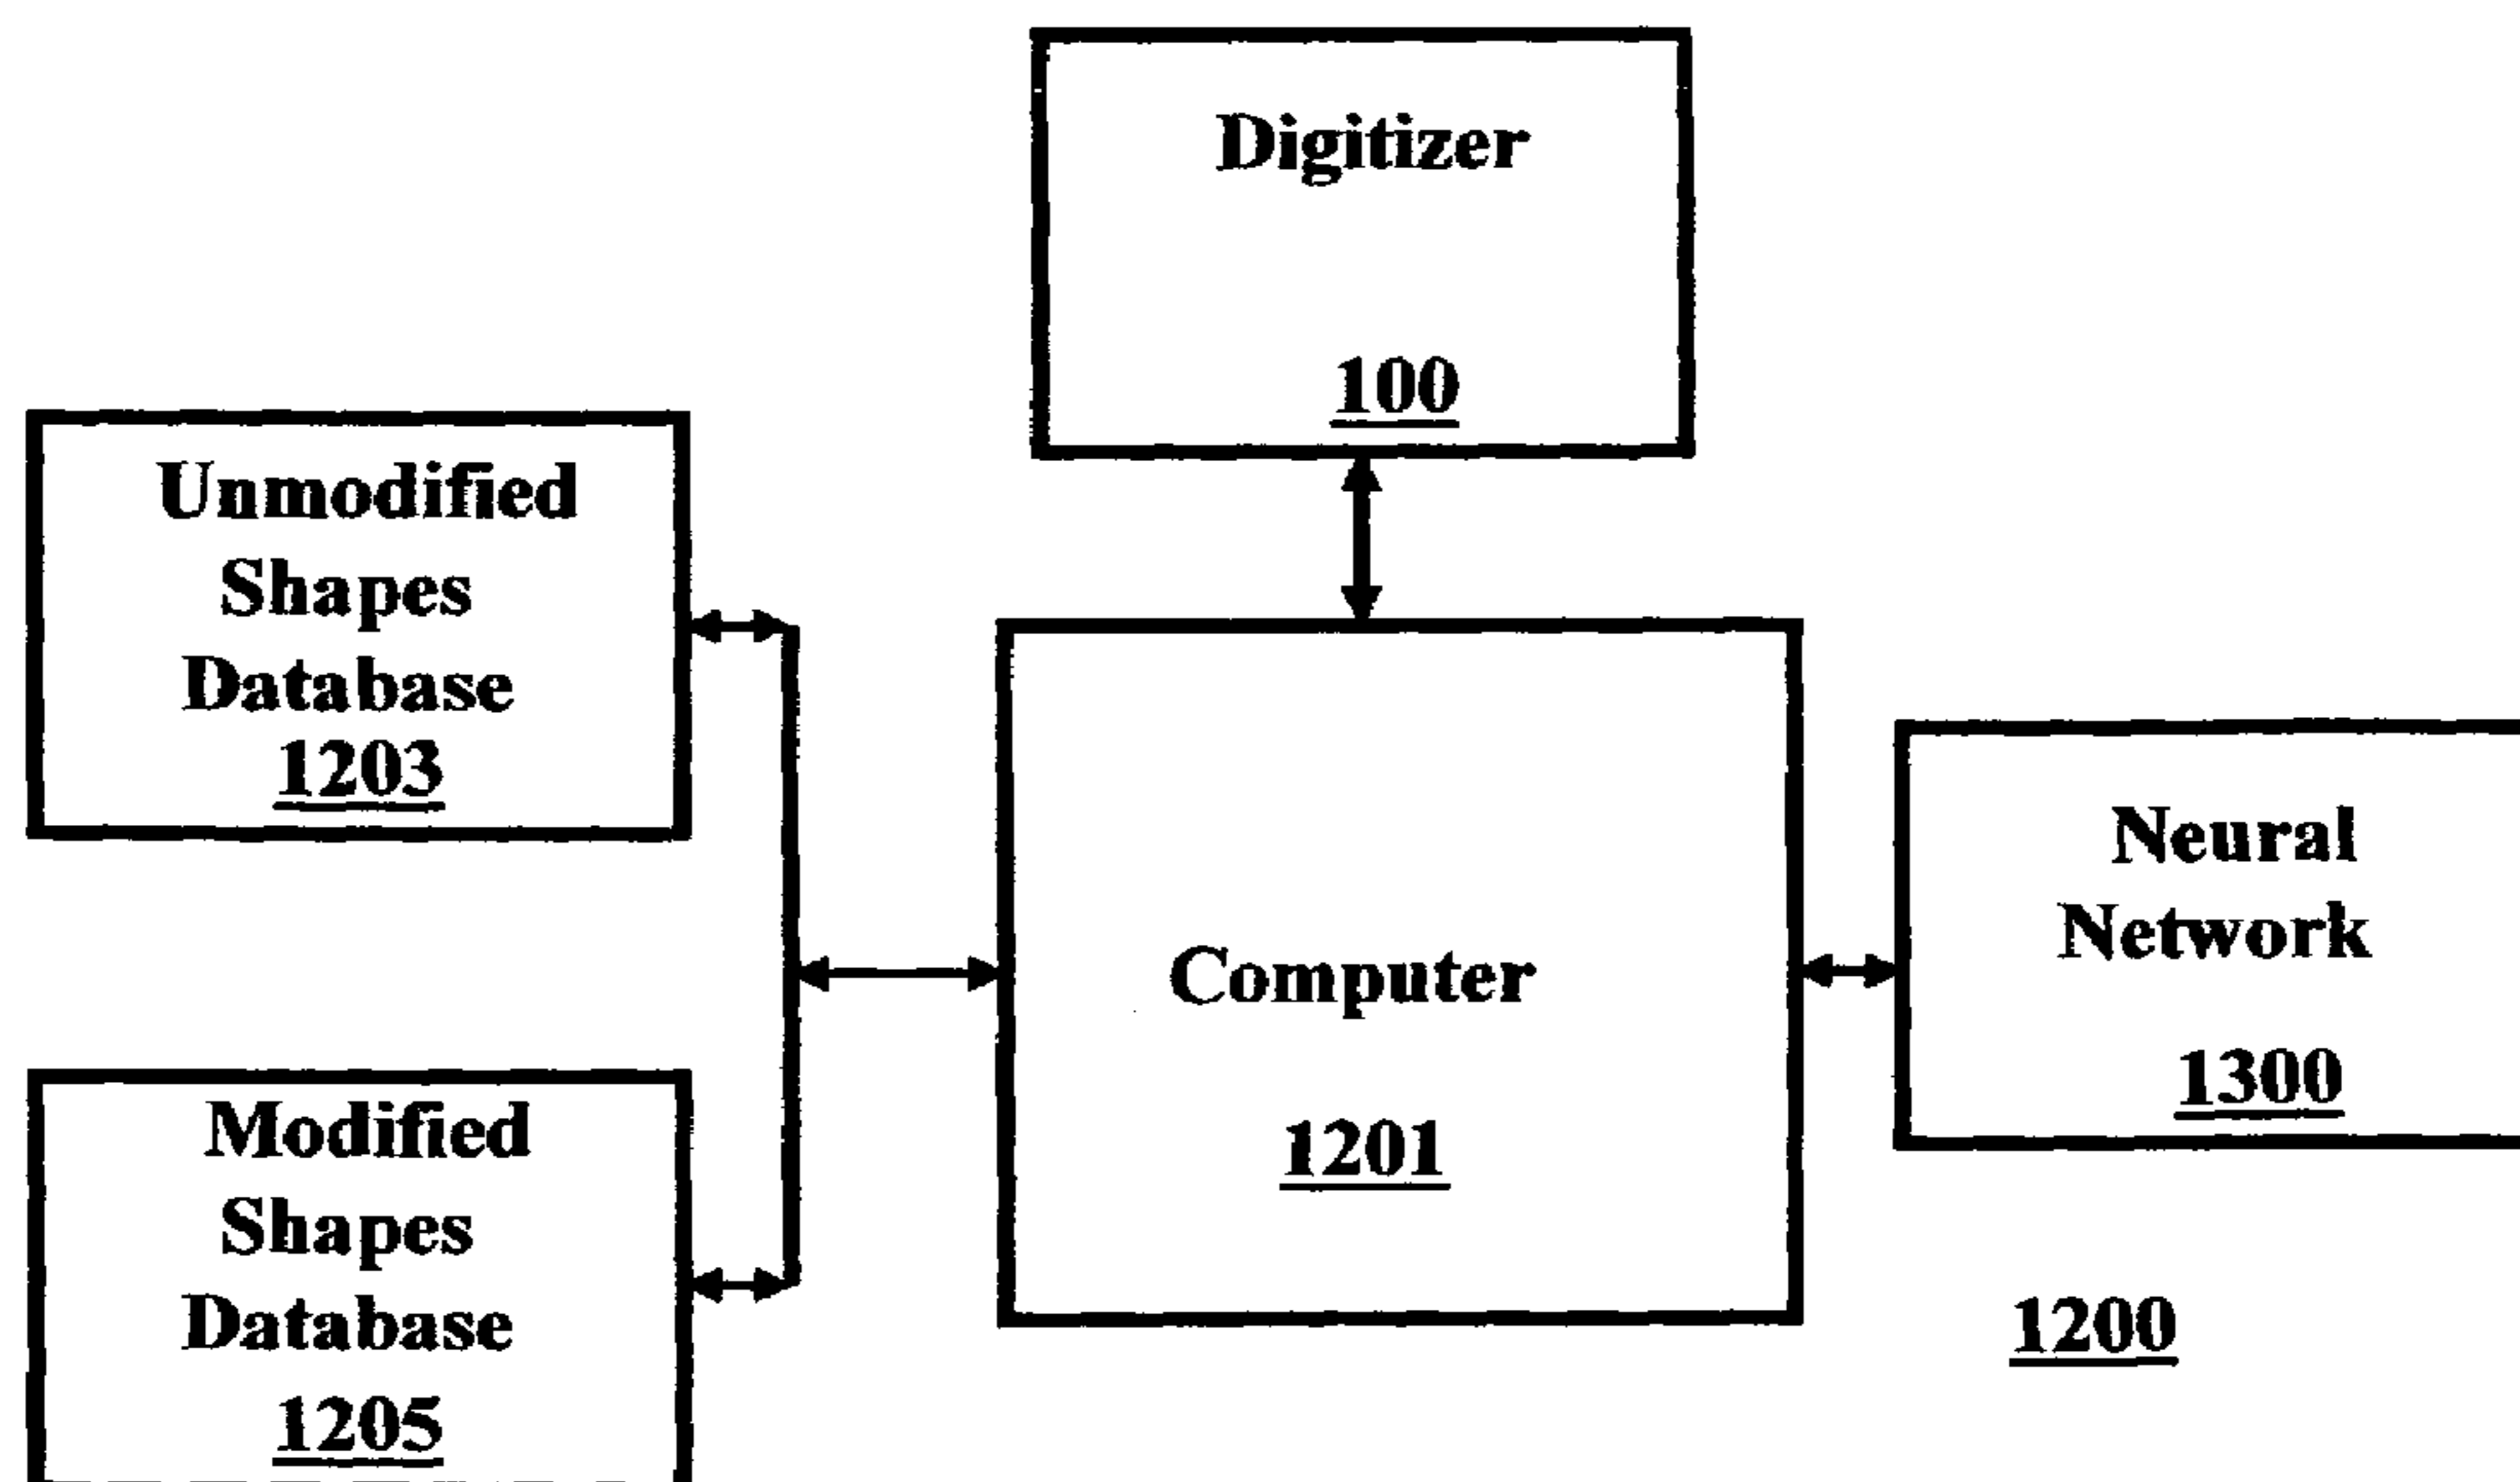 Digitizer
100
Unmodified
Shapes
Database
1203
Computer
1201
Neural
Network
1300
1200
Modified
Shapes
Database
1205